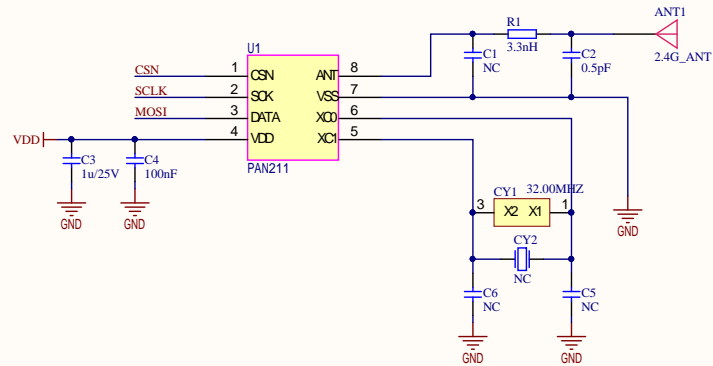 ANT1
U1
R1
3.3nH
2.4G_ANT
C1
NC
C2
0.5pF
CSN
1
CSN
ANT
8
SCLK
2
SCK
VSS
7
MOSI
3
DATA
XC0
6
VDD
4
VDD
XC1
5
PAN211
C3
1u/25V
C4
100nF
GND
GND
CY1
32.00MHZ
3
X2
X1
1
GND
CY2
NC
C6
NC
C5
NC
GND
GND